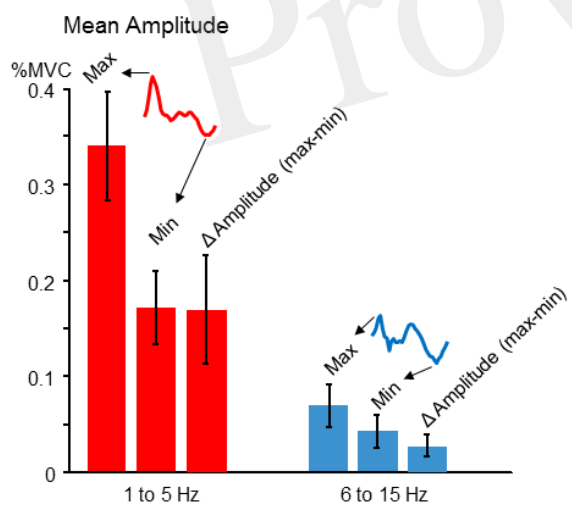 Mean Amplitude
%MVC
0.4
0.3
0.2
0.1
0
Max
Min
Δ Amplitude (max-min)
Max
Min
Δ Amplitude (max-min)
1 to 5 Hz
6 to 15 Hz
Pro